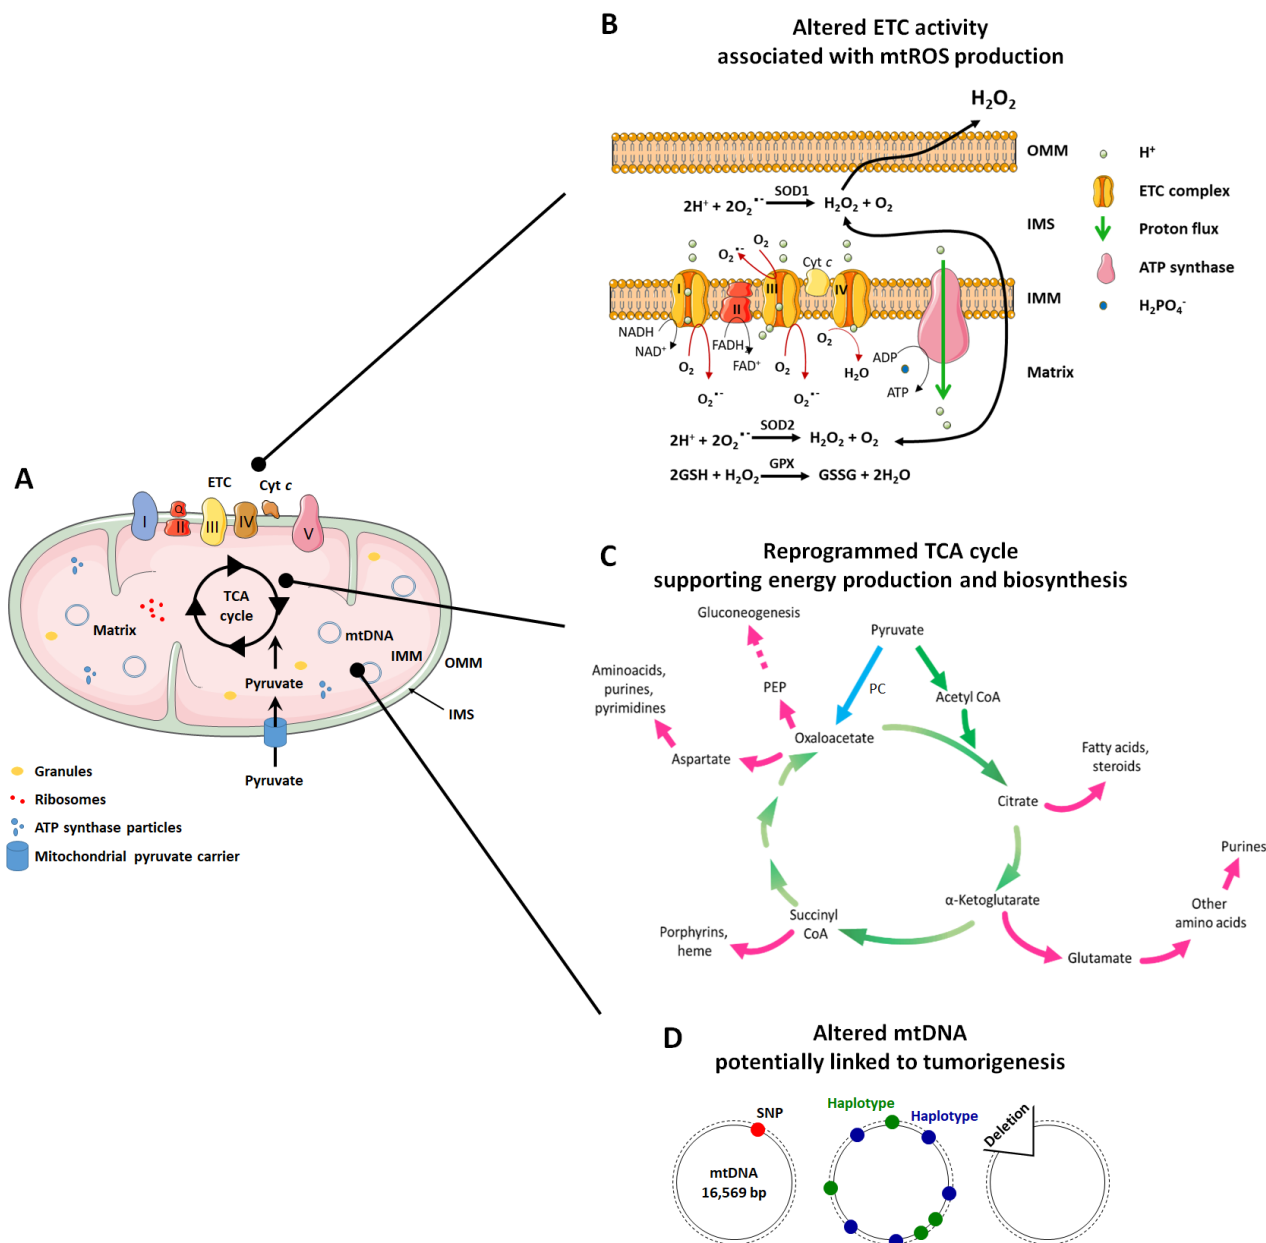 A
ETC
Cyt c
I
Q
II
III
IV
V
TCA
cycle
Matrix
mtDNA
IMM
OMM
Pyruvate
IMS
Pyruvate
Granules
Ribosomes
ATP synthase particles
Mitochondrial pyruvate carrier
B
Altered ETC activity
associated with mtROS production
H₂O₂
OMM
H⁺
ETC complex
SOD1
2H⁺ + 2O₂•⁻ H₂O₂ + O₂
IMS
Proton flux
O₂•⁻
O₂
Cyt c
ATP synthase
I
II
III
IV
IMM
H₂PO₄⁻
NADH
NAD⁺
FADH
FAD⁺
O₂
O₂•⁻
O₂
O₂•⁻
O₂
H₂O
ADP
ATP
Matrix
SOD2
2H⁺ + 2O₂•⁻ H₂O₂ + O₂
GPX
2GSH + H₂O₂ GSSG + 2H₂O
C
Reprogrammed TCA cycle
supporting energy production and biosynthesis
Gluconeogenesis
Pyruvate
Aminoacids,
purines,
pyrimidines
PEP
PC
Acetyl CoA
Oxaloacetate
Aspartate
Fatty acids,
steroids
Citrate
Purines
α-Ketoglutarate
Other
amino acids
Succinyl
CoA
Porphyrins,
heme
Glutamate
D
Altered mtDNA
potentially linked to tumorigenesis
SNP
mtDNA
16,569 bp
Haplotype
Haplotype
Deletion